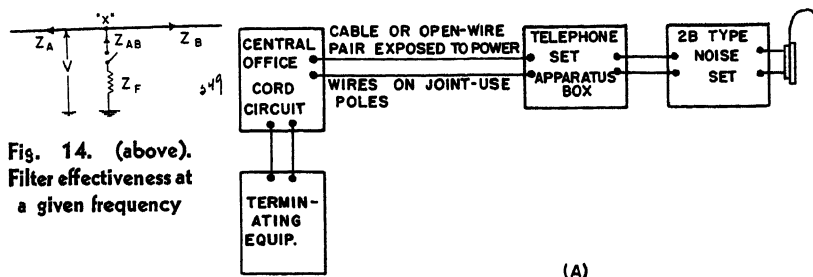 "X"
Z_A
Z_AB
Z_B
V
Z_F
Fig. 14. (above).
Filter effectiveness at
a given frequency
CENTRAL
OFFICE
CORD
CIRCUIT
CABLE OR OPEN-WIRE
PAIR EXPOSED TO POWER
WIRES ON JOINT-USE
POLES
TELEPHONE
SET
APPARATUS
BOX
2B TYPE
NOISE
SET
TERMIN-
ATING
EQUIP.
(A)